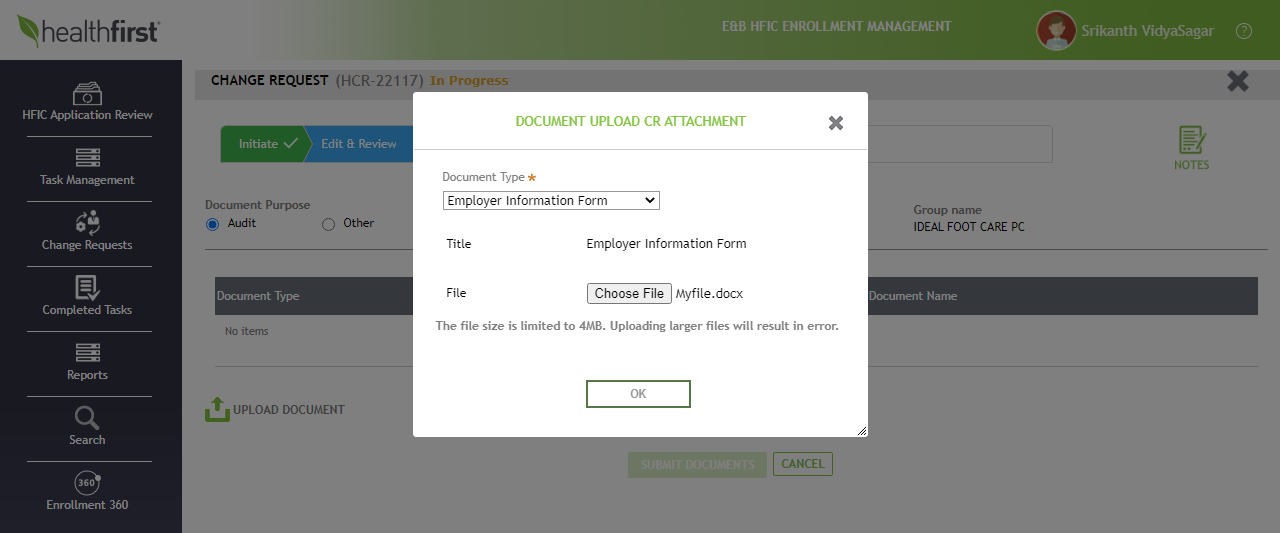 healthfirst
E&B HFIC ENROLLMENT MANAGEMENT
Srikanth VidyaSagar
?
HFIC Application Review
Task Management
Change Requests
Completed Tasks
Reports
Search
360°
Enrollment 360
CHANGE REQUEST (HCR-22117) In Progress
Initiate
Edit & Review
NOTES
Document Purpose
Audit
Other
Group name
IDEAL FOOT CARE PC
Document Type
Document Name
No items
UPLOAD DOCUMENT
SUBMIT DOCUMENTS
CANCEL
DOCUMENT UPLOAD CR ATTACHMENT
Document Type *
Employer Information Form
Title Employer Information Form
File Choose File Myfile.docx
The file size is limited to 4MB. Uploading larger files will result in error.
OK